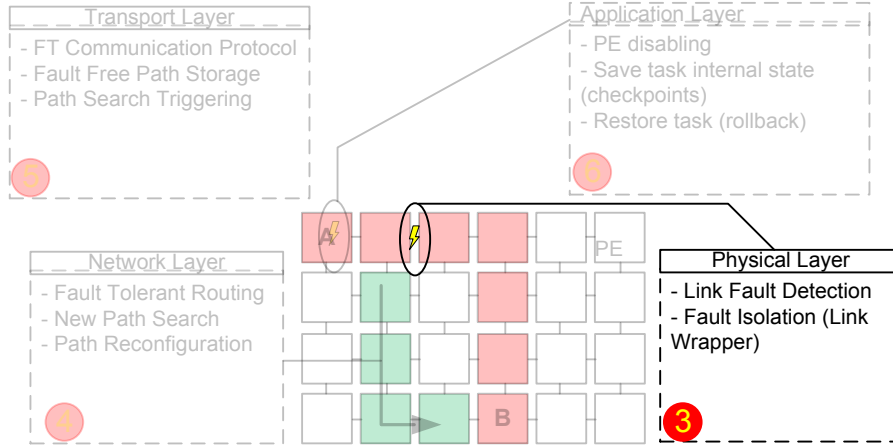 Transport Layer
- FT Communication Protocol
- Fault Free Path Storage
- Path Search Triggering
5
Application Layer
- PE disabling
- Save task internal state
(checkpoints)
- Restore task (rollback)
6
A
PE
Network Layer
- Fault Tolerant Routing
- New Path Search
- Path Reconfiguration
4
Physical Layer
- Link Fault Detection
- Fault Isolation (Link
Wrapper)
3
B